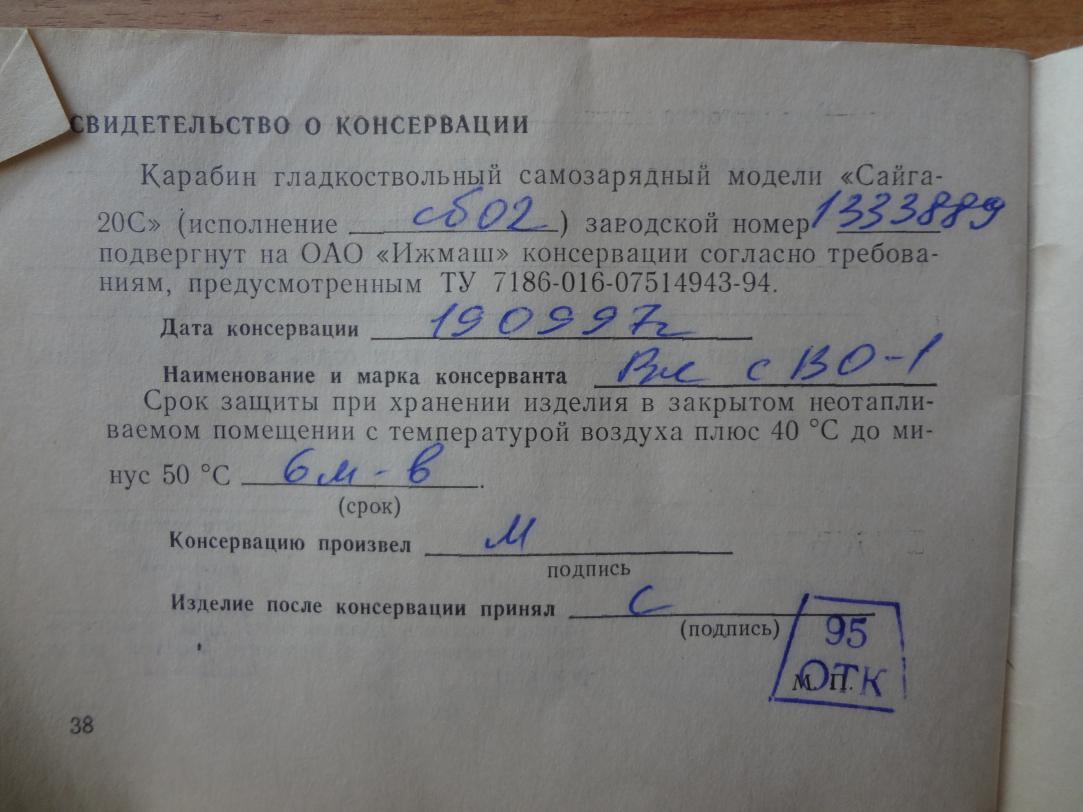 СВИДЕТЕЛЬСТВО О КОНСЕРВАЦИИ
Карабин гладкоствольный самозарядный модели «Сайга-
20С» (исполнение сб02) заводской номер 1333889
подвергнут на ОАО «Ижмаш» консервации согласно требова-
ниям, предусмотренным ТУ 7186-016-07514943-94.
Дата консервации 190997г
Наименование и марка консерванта с ВО-1
Срок защиты при хранении изделия в закрытом неотапли-
ваемом помещении с температурой воздуха плюс 40 °С до ми-
нус 50 °С 6м-в.
(срок)
Консервацию произвел М
подпись
Изделие после консервации принял С
(подпись)
95
ОТК
М. П.
38